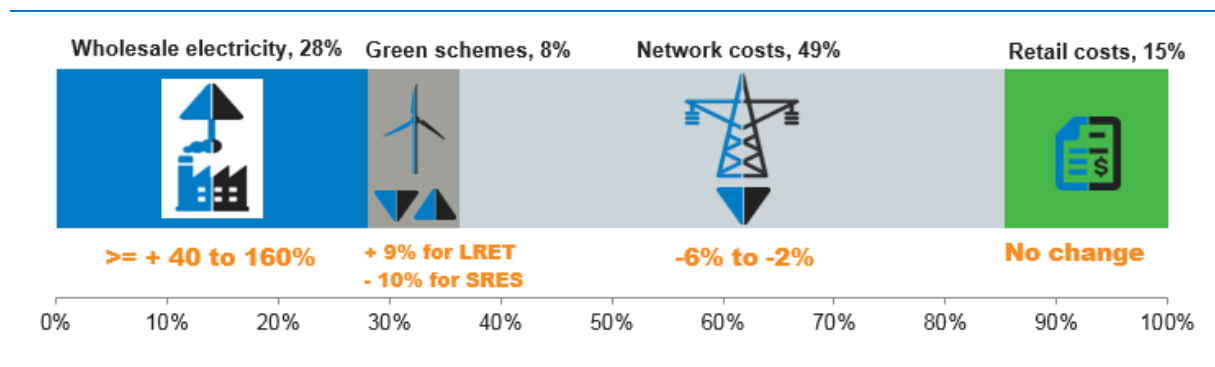 Wholesale electricity, 28%
Green schemes, 8%
Network costs, 49%
Retail costs, 15%
$
>= + 40 to 160%
+ 9% for LRET
- 10% for SRES
-6% to -2%
No change
0%
10%
20%
30%
40%
50%
60%
70%
80%
90%
100%